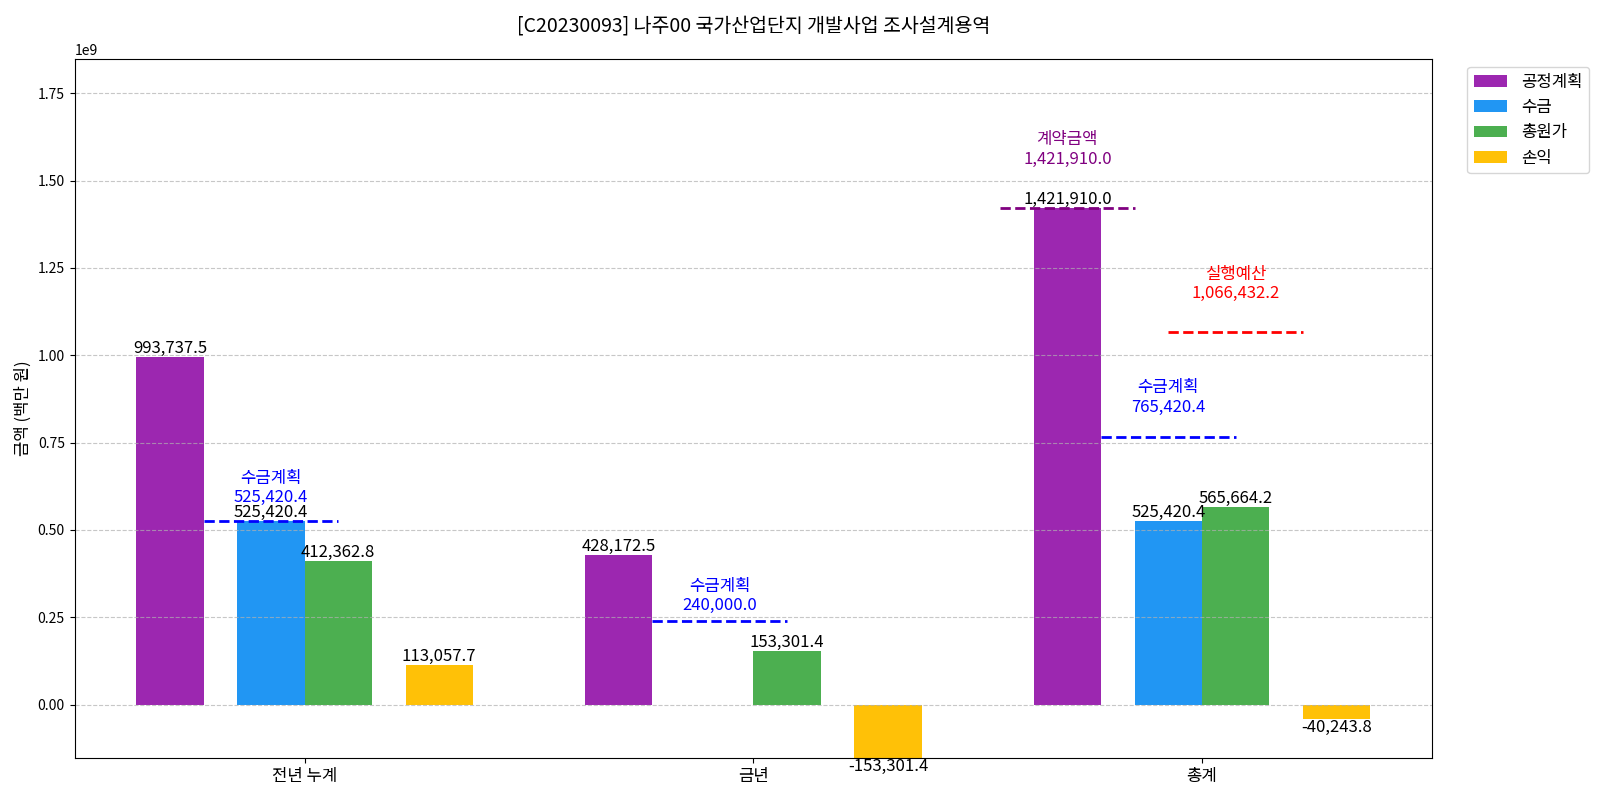 [C20230093] 나주00 국가산업단지 개발사업 조사설계용역
1e9
금액 (백만 원)
1.75
1.50
1.25
1.00
0.75
0.50
0.25
0.00
993,737.5
수금계획
525,420.4
525,420.4
412,362.8
113,057.7
428,172.5
수금계획
240,000.0
153,301.4
-153,301.4
계약금액
1,421,910.0
1,421,910.0
실행예산
1,066,432.2
수금계획
765,420.4
525,420.4
565,664.2
-40,243.8
전년 누계
금년
총계
공정계획
수금
총원가
손익